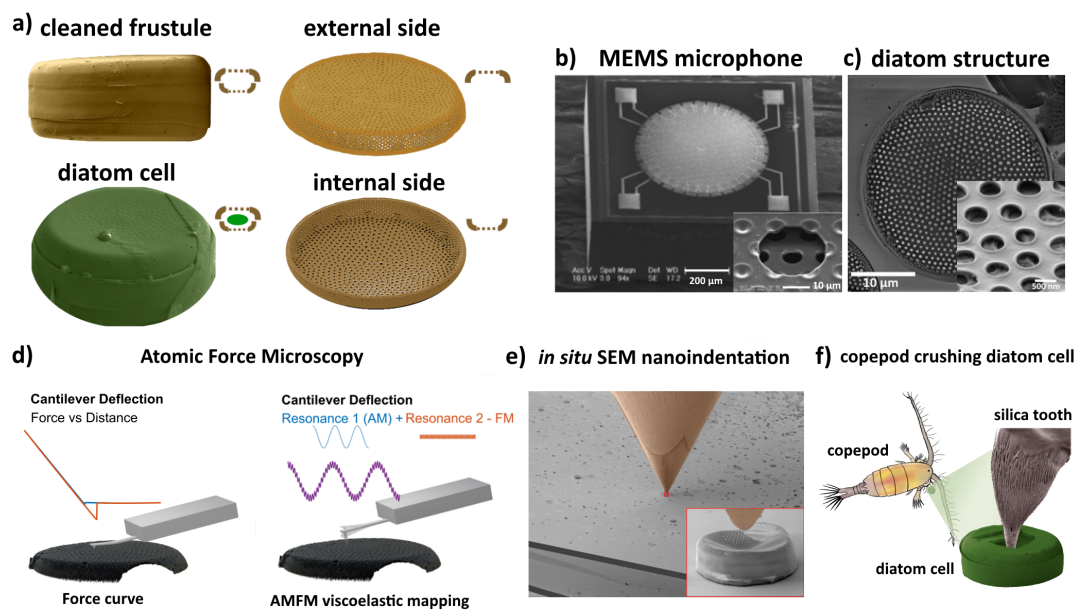 a)
cleaned frustule
external side
diatom cell
internal side
b)
MEMS microphone
Acc V Spot Magn Det WD
10.0 kV 3.0 94x SE 17.2
200 μm
10 μm
c)
diatom structure
10 μm
500 nm
d)
Atomic Force Microscopy
Cantilever Deflection
Force vs Distance
Force curve
Cantilever Deflection
Resonance 1 (AM) + Resonance 2 - FM
AMFM viscoelastic mapping
e)
in situ SEM nanoindentation
f)
copepod crushing diatom cell
silica tooth
copepod
diatom cell